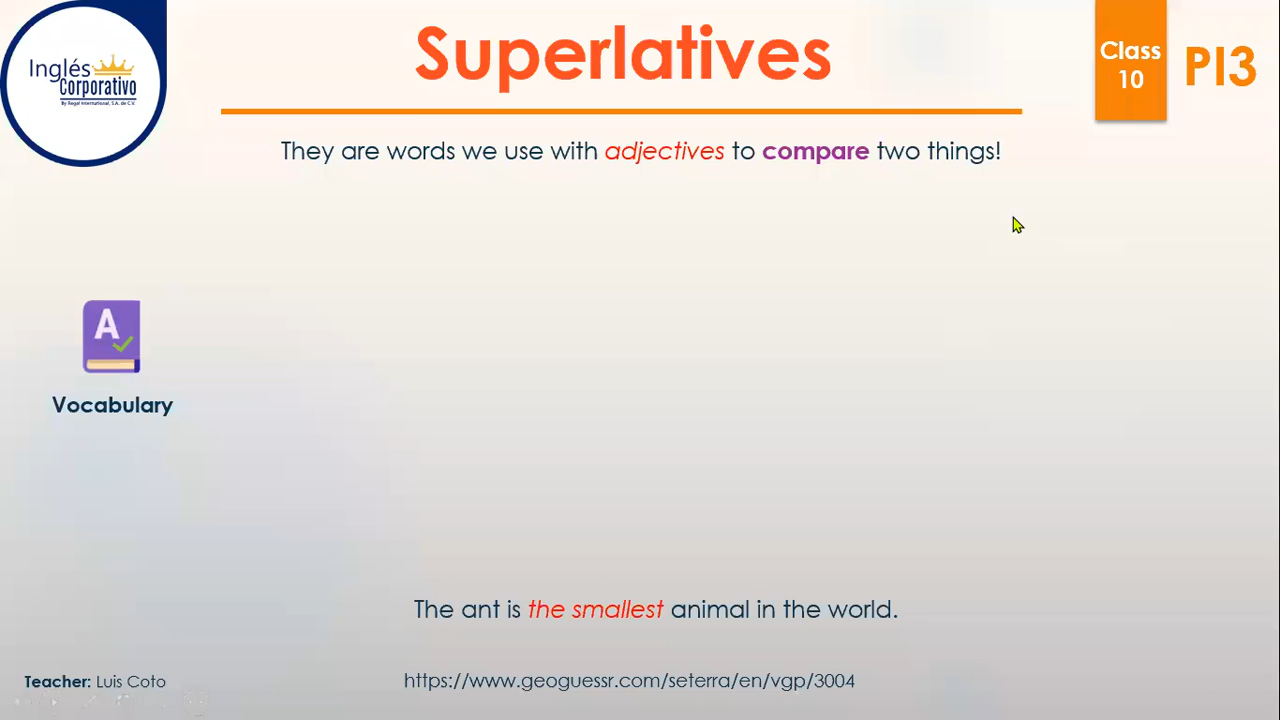 Inglés
Corporativo
By Regal International, S.A. de C.V.
Superlatives
Class
10
PI3
They are words we use with adjectives to compare two things!
A
Vocabulary
The ant is the smallest animal in the world.
Teacher: Luis Coto
https://www.geoguessr.com/seterra/en/vgp/3004